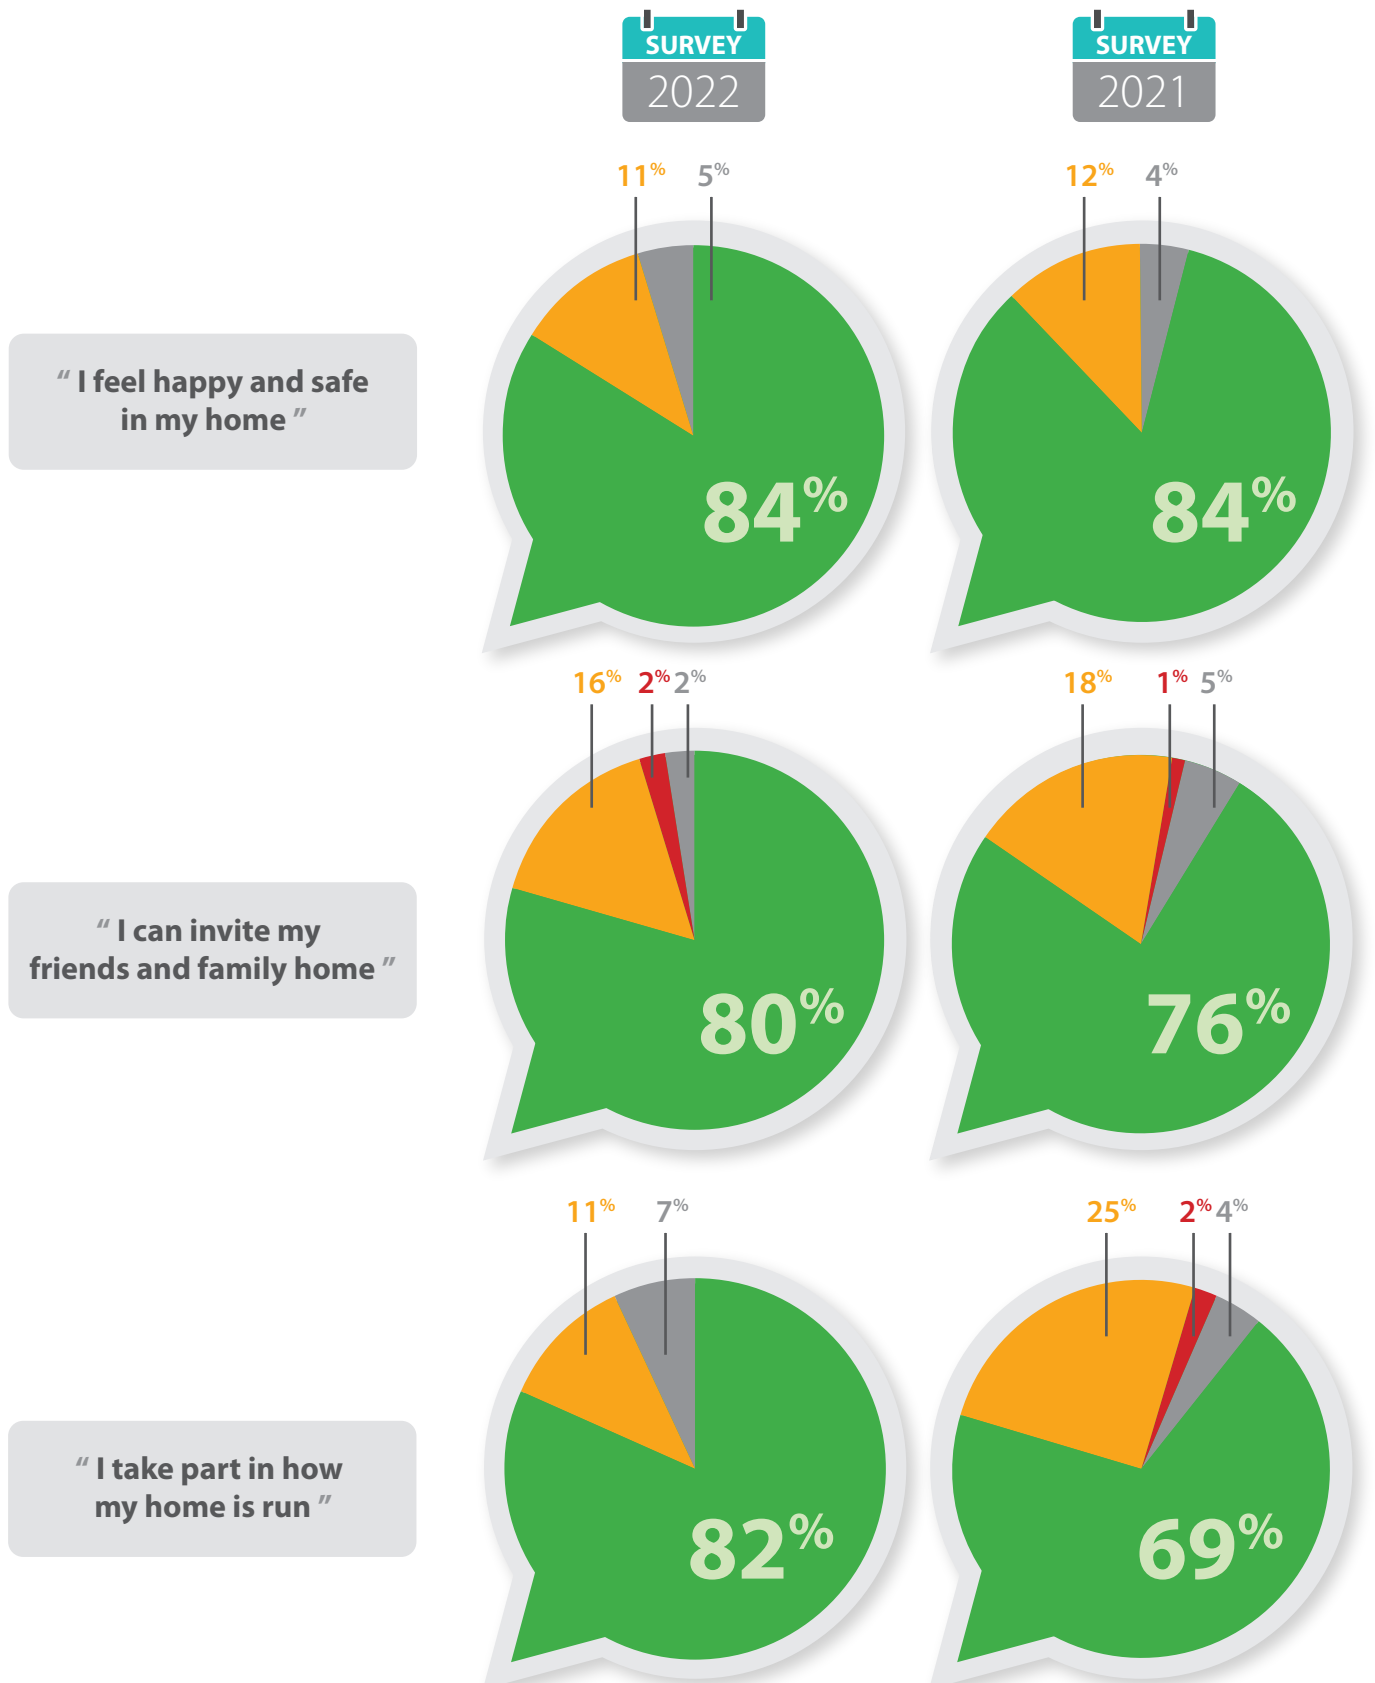 SURVEY
2022
SURVEY
2021
11% 5%
12% 4%
“ I feel happy and safe
in my home ”
84%
84%
16% 2% 2%
18% 1% 5%
“ I can invite my
friends and family home ”
80%
76%
11% 7%
25% 2% 4%
“ I take part in how
my home is run ”
82%
69%